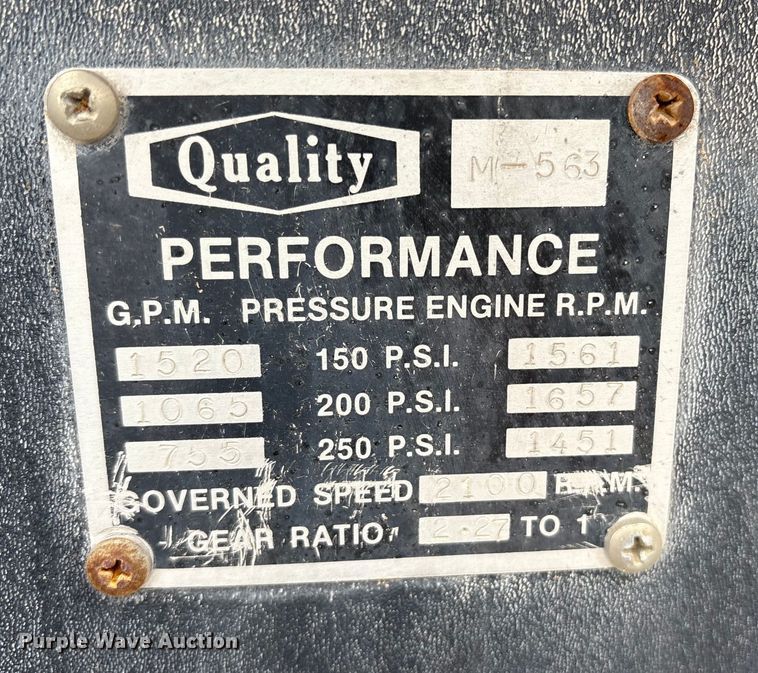 Quality M-563
PERFORMANCE
G.P.M. PRESSURE ENGINE R.P.M.
1520 150 P.S.I. 1561
1065 200 P.S.I. 1657
755 250 P.S.I. 1451
GOVERNED SPEED 2100 R.P.M.
GEAR RATIO 2.27 TO 1
Purple Wave Auction